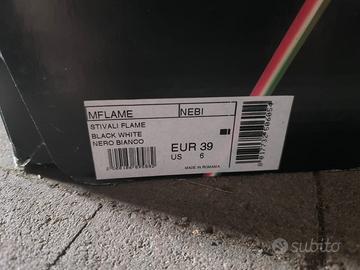 MFLAME NEBI
STIVALI FLAME
BLACK WHITE
NERO BIANCO
EUR 39
US 6
MADE IN ROMANIA
subito